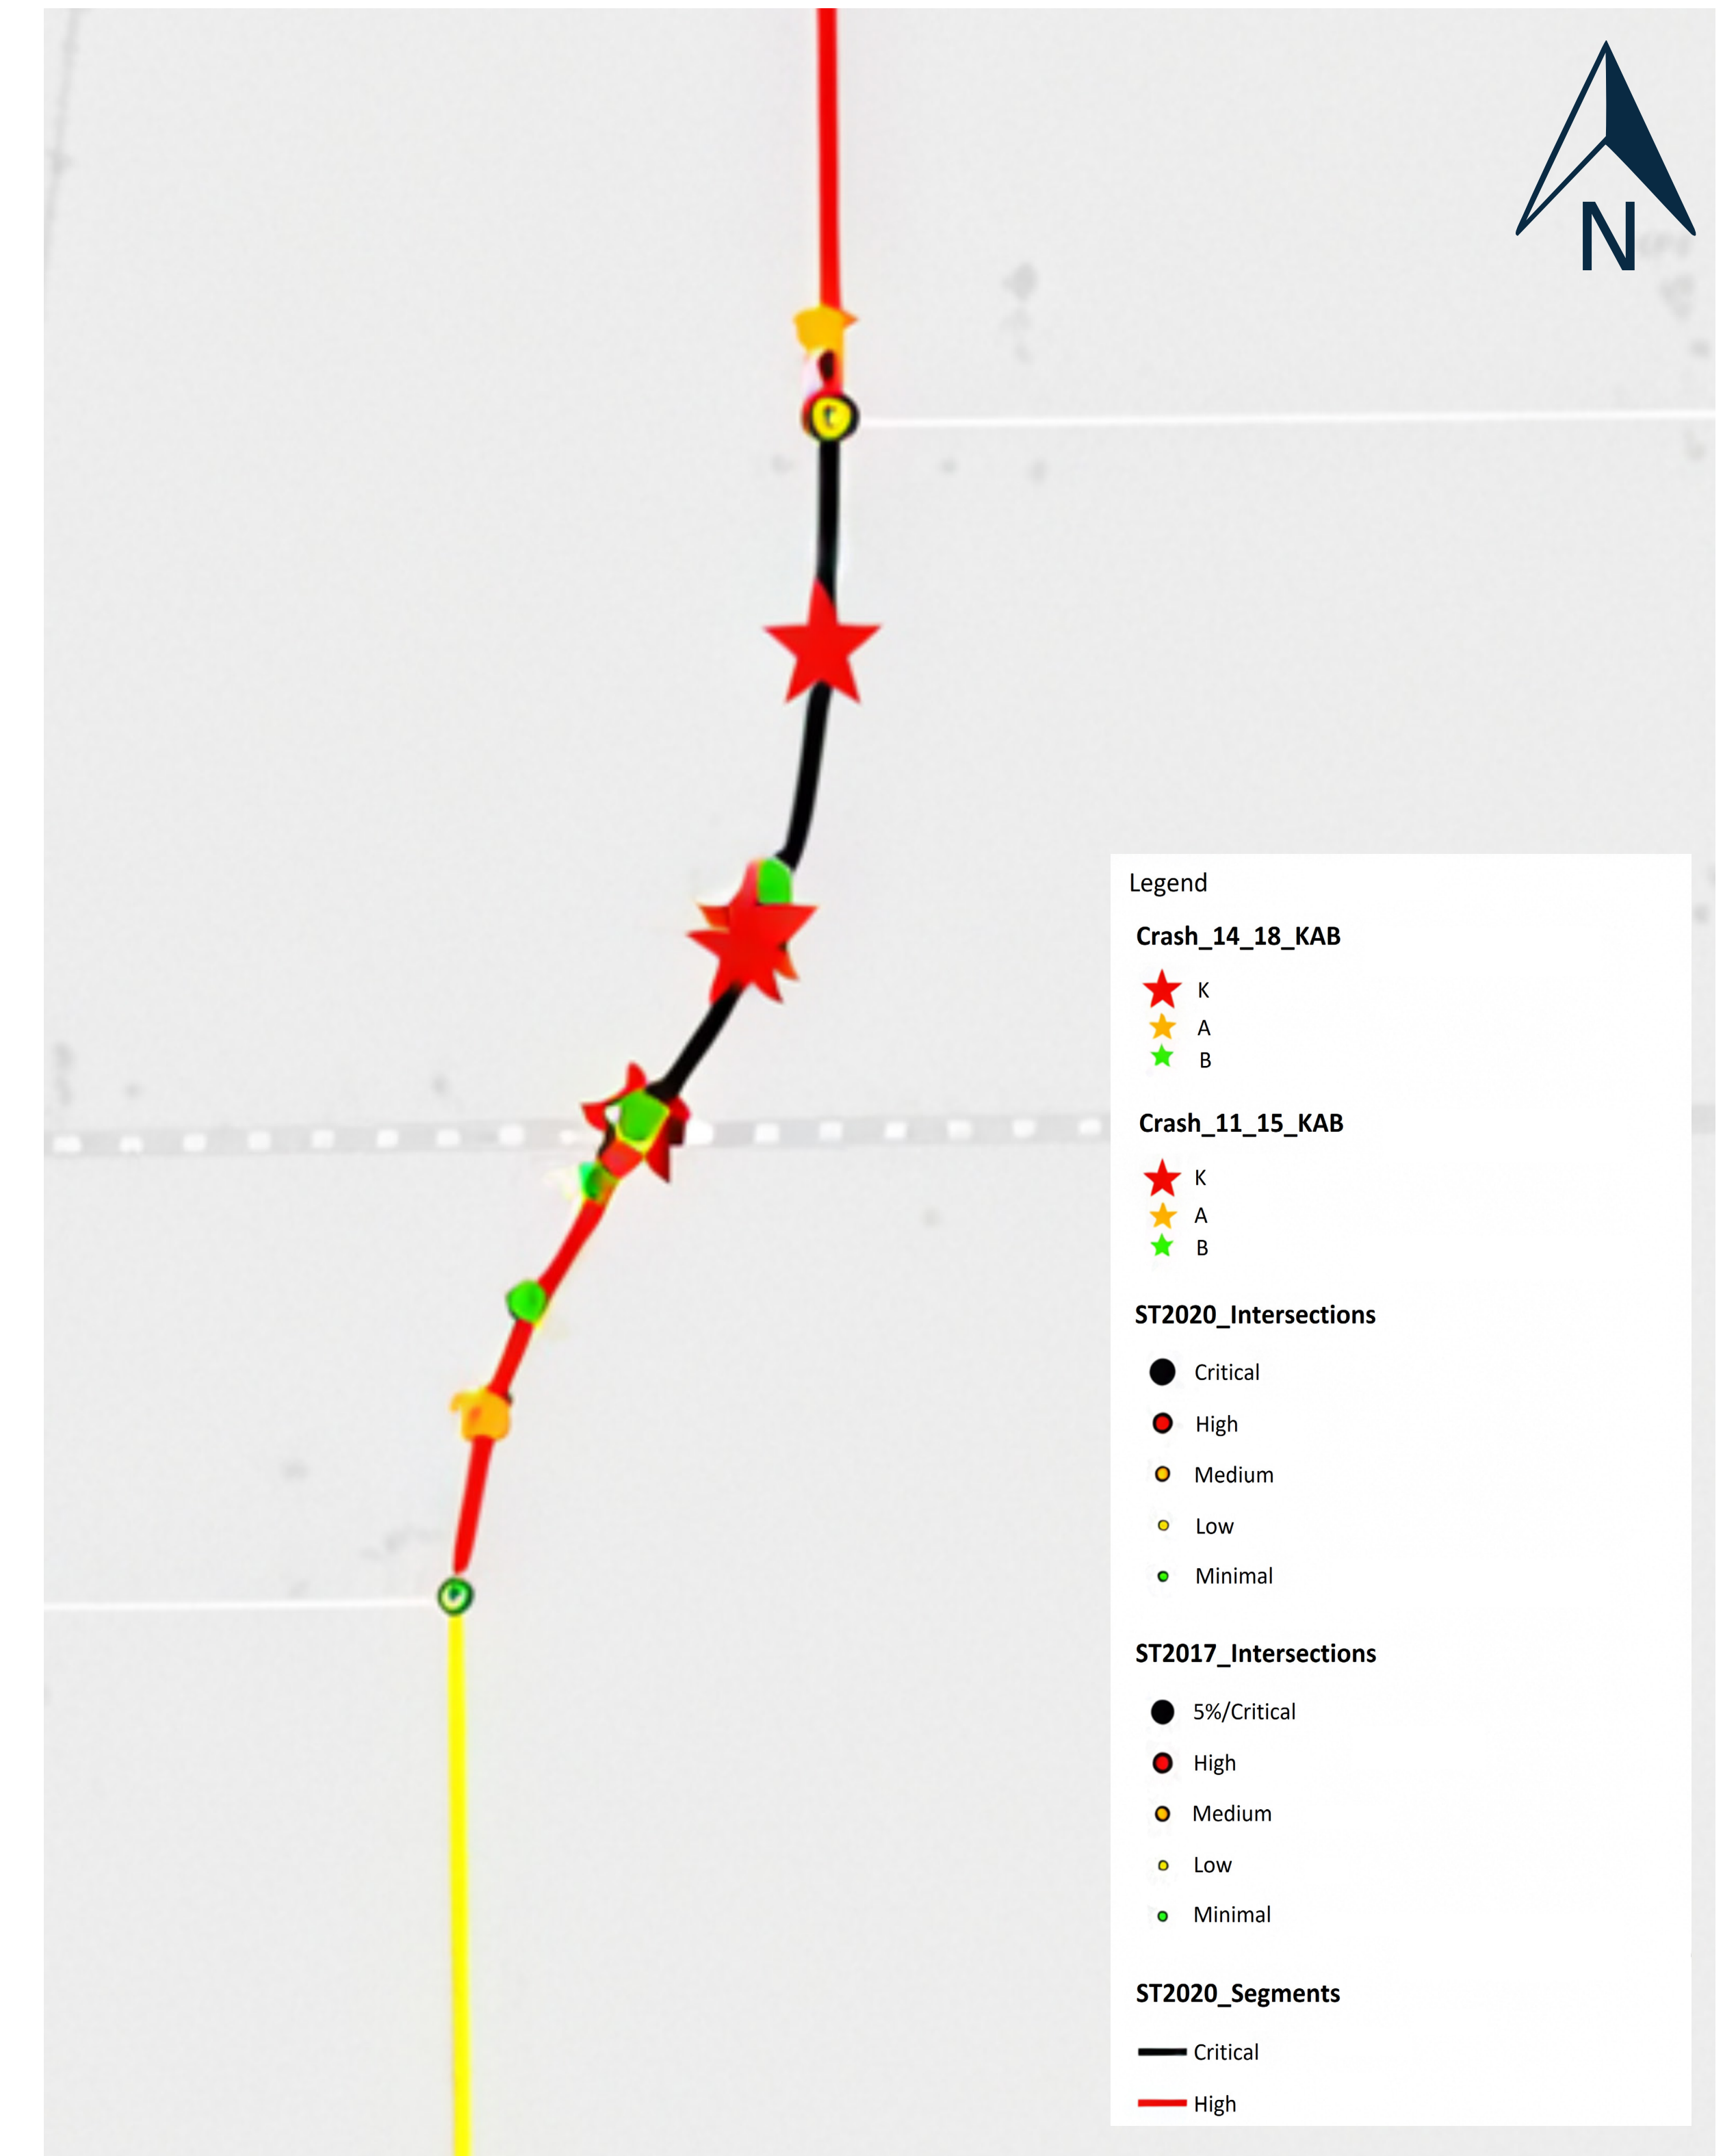 N
Legend
Crash_14_18_KAB
K
A
B
Crash_11_15_KAB
K
A
B
ST2020_Intersections
Critical
High
Medium
Low
Minimal
ST2017_Intersections
5%/Critical
High
Medium
Low
Minimal
ST2020_Segments
Critical
High